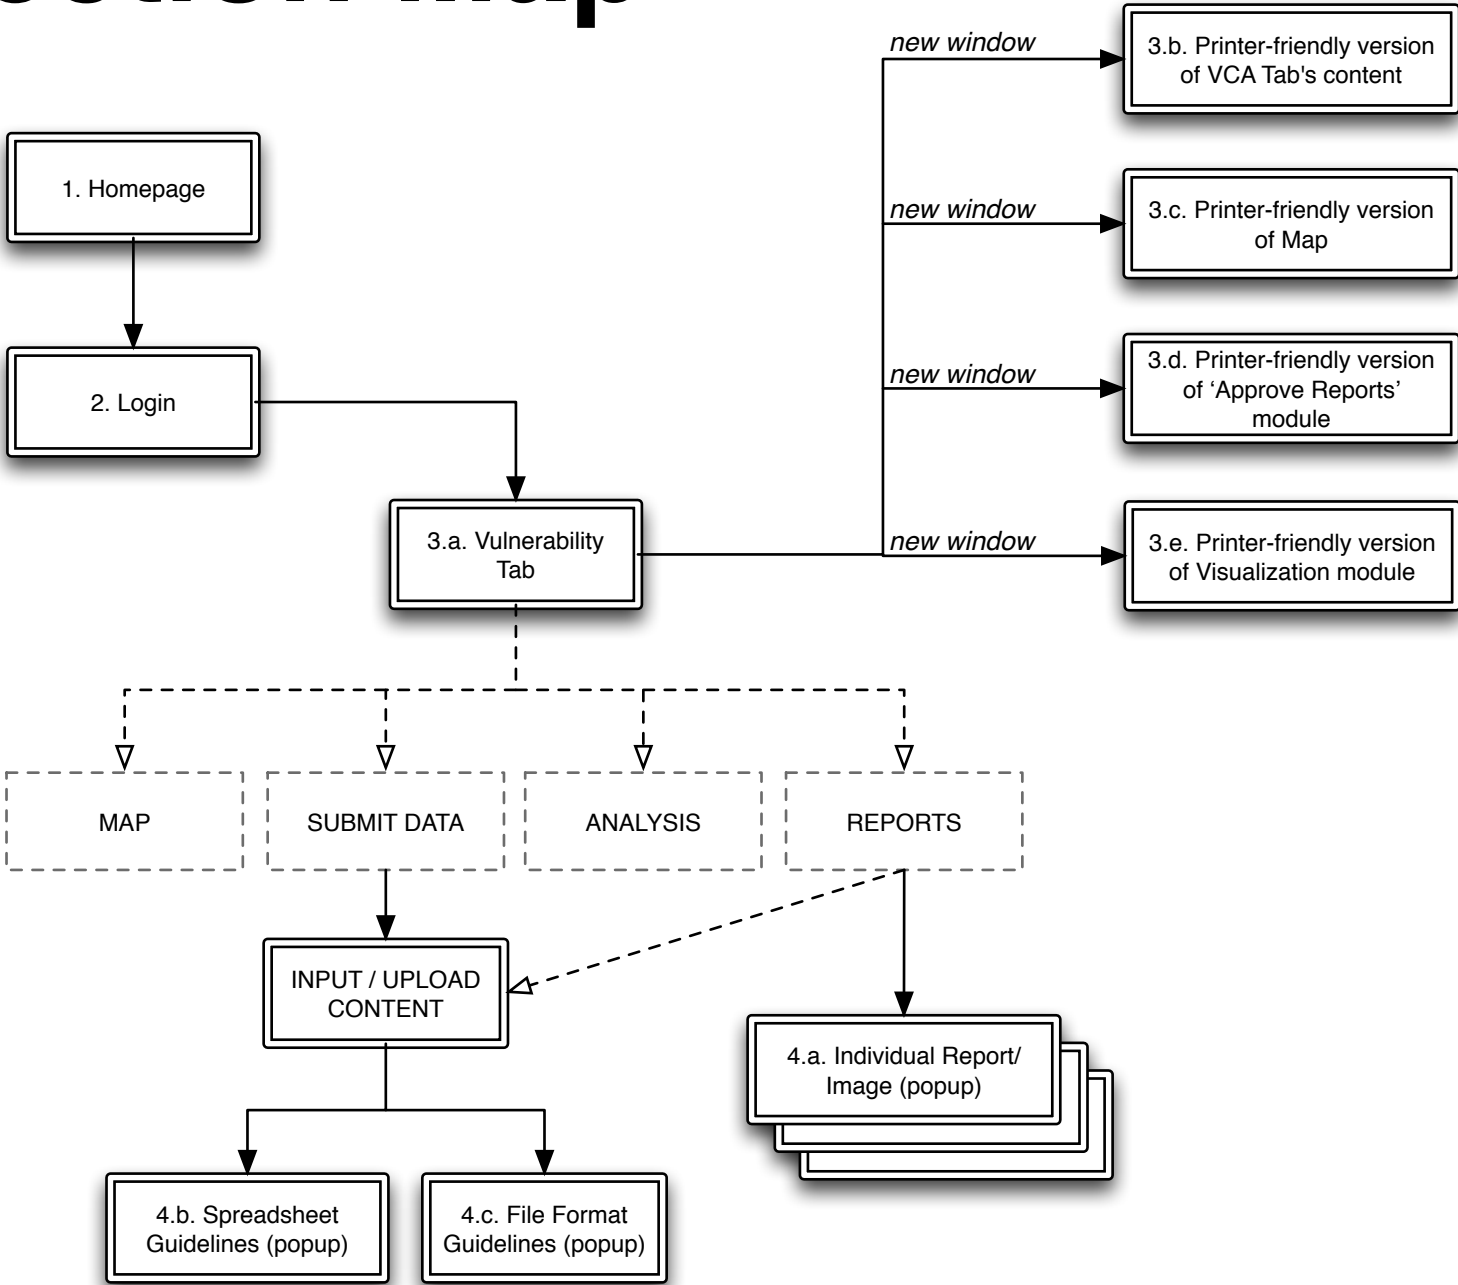 new window
3.b. Printer-friendly version
of VCA Tab's content
1. Homepage
new window
3.c. Printer-friendly version
of Map
2. Login
new window
3.d. Printer-friendly version
of ‘Approve Reports’
module
3.a. Vulnerability
Tab
new window
3.e. Printer-friendly version
of Visualization module
MAP
SUBMIT DATA
ANALYSIS
REPORTS
INPUT / UPLOAD
CONTENT
4.a. Individual Report/
Image (popup)
4.b. Spreadsheet
Guidelines (popup)
4.c. File Format
Guidelines (popup)